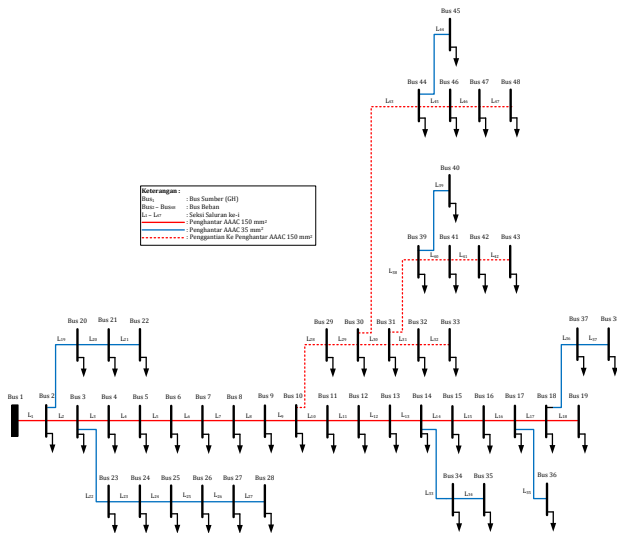 Bus 45
L₄₄
Bus 44 Bus 46 Bus 47 Bus 48
L₄₃ L₄₅ L₄₆ L₄₇
Keterangan :
Bus₁ : Bus Sumber (GH)
Bus₂ – Bus₄₈ : Bus Beban
L₁ – L₄₇ : Seksi Saluran ke-i
: Penghantar AAAC 150 mm²
: Penghantar AAAC 35 mm²
: Penggantian Ke Penghantar AAAC 150 mm²
Bus 40
L₃₉
Bus 39 Bus 41 Bus 42 Bus 43
L₄₀ L₄₁ L₄₂
L₃₈
Bus 20 Bus 21 Bus 22 Bus 29 Bus 30 Bus 31 Bus 32 Bus 33 Bus 37
L₁₉ L₂₀ L₂₁ L₂₈ L₂₉ L₃₀ L₃₁ L₃₂ L₃₆ L₃₇
Bus 1 Bus 2 Bus 3 Bus 4 Bus 5 Bus 6 Bus 7 Bus 8 Bus 9 Bus 10 Bus 11 Bus 12 Bus 13 Bus 14 Bus 15 Bus 16 Bus 17 Bus 18 Bus 19
L₁ L₂ L₃ L₄ L₅ L₆ L₇ L₈ L₉ L₁₀ L₁₁ L₁₂ L₁₃ L₁₄ L₁₅ L₁₆ L₁₇ L₁₈
Bus 23 Bus 24 Bus 25 Bus 26 Bus 27 Bus 28 Bus 34 Bus 35 Bus 36
L₂₂ L₂₃ L₂₄ L₂₅ L₂₆ L₂₇ L₃₃ L₃₄ L₃₅